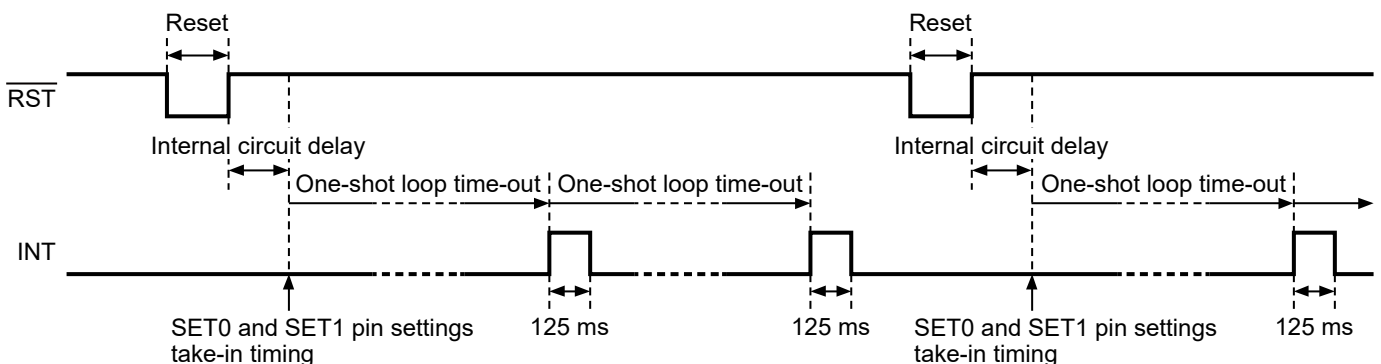 Reset
Reset
RST
Internal circuit delay
Internal circuit delay
One-shot loop time-out
One-shot loop time-out
One-shot loop time-out
INT
SET0 and SET1 pin settings
take-in timing
125 ms
125 ms
SET0 and SET1 pin settings
take-in timing
125 ms